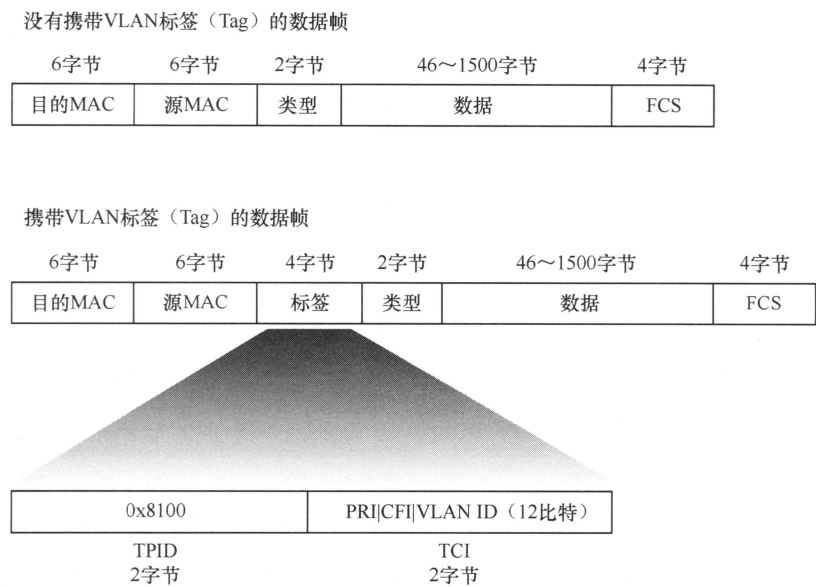 没有携带VLAN标签（Tag）的数据帧
6字节 6字节 2字节 46～1500字节 4字节
目的MAC 源MAC 类型 数据 FCS
携带VLAN标签（Tag）的数据帧
6字节 6字节 4字节 2字节 46～1500字节 4字节
目的MAC 源MAC 标签 类型 数据 FCS
0x8100 PRI|CFI|VLAN ID（12比特）
TPID TCI
2字节 2字节